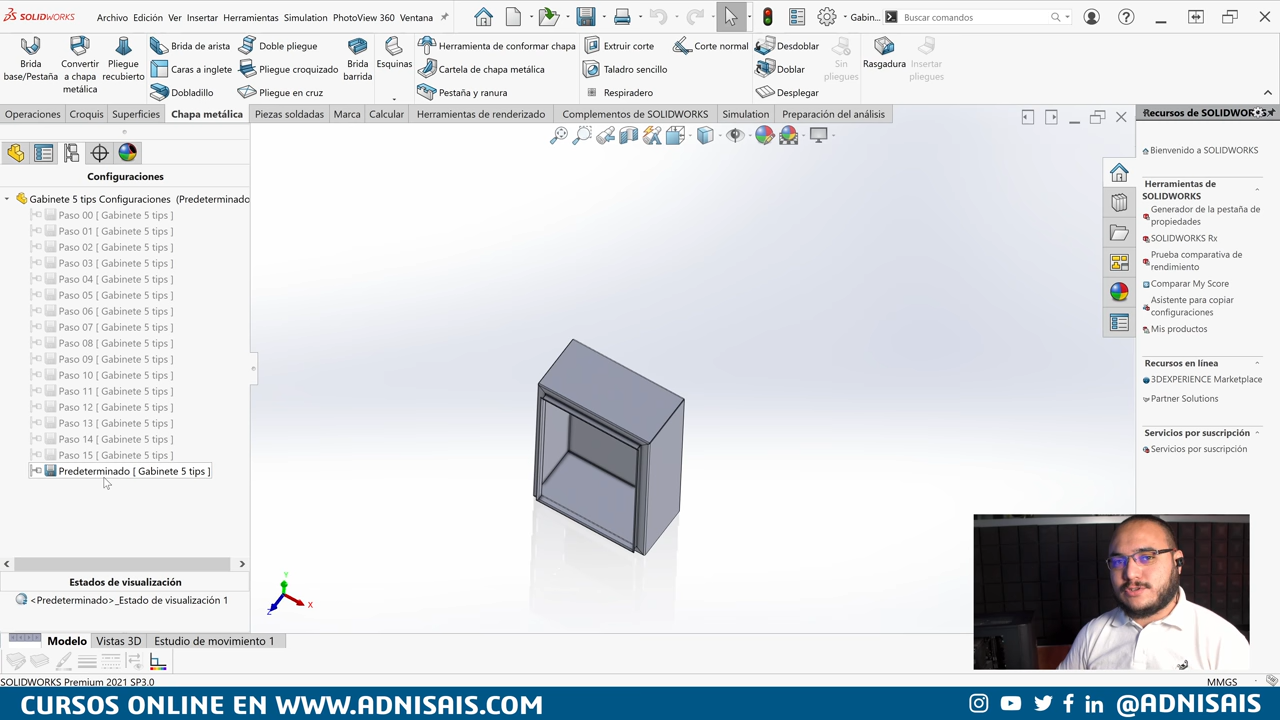 SOLIDWORKS Archivo Edición Ver Insertar Herramientas Simulation PhotoView 360 Ventana Gabin... Buscar comandos
Brida base/Pestaña
Convertir a chapa metálica
Pliegue recubierto
Brida de arista
Caras a inglete
Dobladillo
Doble pliegue
Pliegue croquizado
Pliegue en cruz
Brida barrida
Esquinas
Herramienta de conformar chapa
Cartela de chapa metálica
Pestaña y ranura
Extruir corte
Taladro sencillo
Respiradero
Corte normal
Desdoblar
Doblar
Desplegar
Sin pliegues
Rasgadura
Insertar pliegues
Operaciones Croquis Superficies Chapa metálica Piezas soldadas Marca Calcular Herramientas de renderizado Complementos de SOLIDWORKS Simulation Preparación del análisis
Configuraciones
Gabinete 5 tips Configuraciones (Predeterminado
Paso 00 [ Gabinete 5 tips ]
Paso 01 [ Gabinete 5 tips ]
Paso 02 [ Gabinete 5 tips ]
Paso 03 [ Gabinete 5 tips ]
Paso 04 [ Gabinete 5 tips ]
Paso 05 [ Gabinete 5 tips ]
Paso 06 [ Gabinete 5 tips ]
Paso 07 [ Gabinete 5 tips ]
Paso 08 [ Gabinete 5 tips ]
Paso 09 [ Gabinete 5 tips ]
Paso 10 [ Gabinete 5 tips ]
Paso 11 [ Gabinete 5 tips ]
Paso 12 [ Gabinete 5 tips ]
Paso 13 [ Gabinete 5 tips ]
Paso 14 [ Gabinete 5 tips ]
Paso 15 [ Gabinete 5 tips ]
Predeterminado [ Gabinete 5 tips ]
Estados de visualización
<Predeterminado>_Estado de visualización 1
Y
X
Z
Recursos de SOLIDWORKS
Bienvenido a SOLIDWORKS
Herramientas de
SOLIDWORKS
Generador de la pestaña de
propiedades
SOLIDWORKS Rx
Prueba comparativa de
rendimiento
Comparar My Score
Asistente para copiar
configuraciones
Mis productos
Recursos en línea
3DEXPERIENCE Marketplace
Partner Solutions
Servicios por suscripción
Servicios por suscripción
Modelo Vistas 3D Estudio de movimiento 1
SOLIDWORKS Premium 2021 SP3.0
MMGS
CURSOS ONLINE EN WWW.ADNISAIS.COM
@ADNISAIS